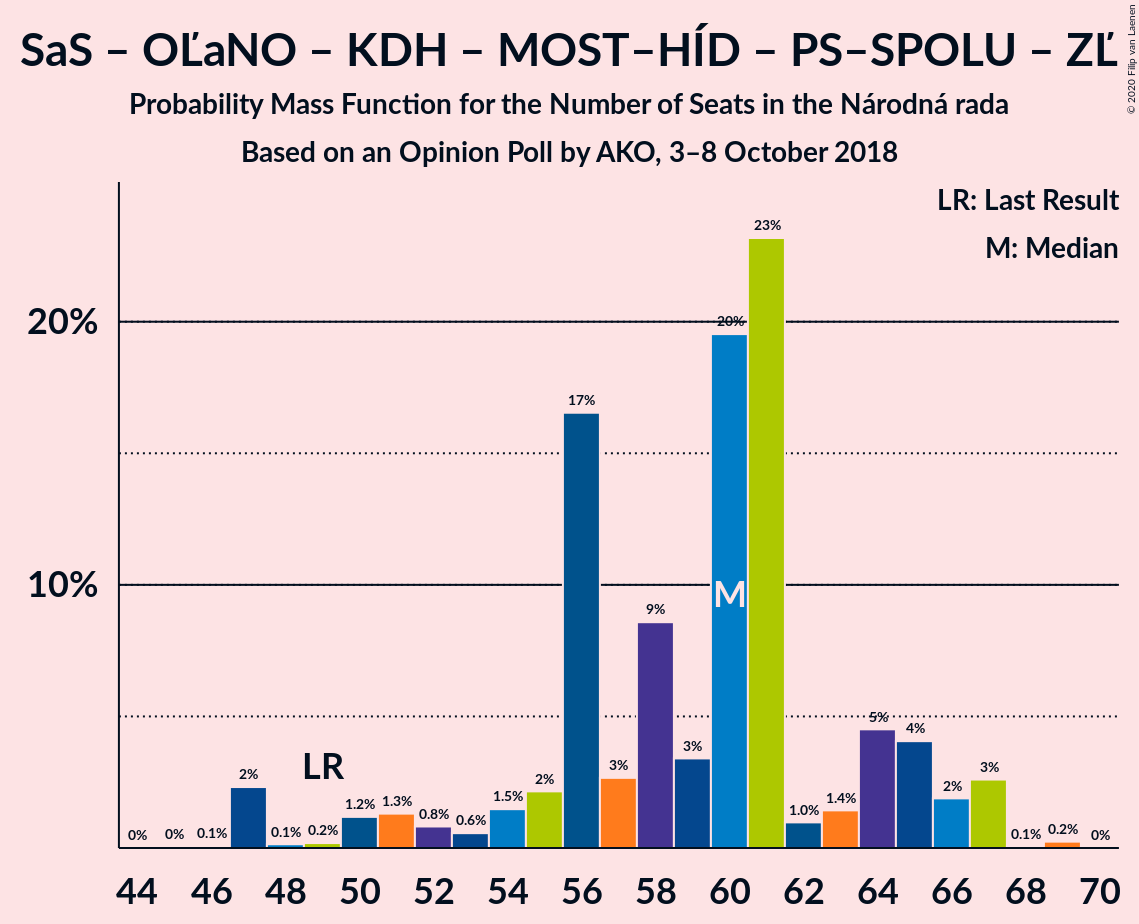 SaS – OĽaNO – KDH – MOST–HÍD – PS–SPOLU – ZĽ
© 2020 Filip van Laenen
Probability Mass Function for the Number of Seats in the Národná rada
Based on an Opinion Poll by AKO, 3–8 October 2018
LR: Last Result
M: Median
20%
10%
0% 0% 0.1% 2% 0.1% 0.2% 1.2% 1.3% 0.8% 0.6% 1.5% 2% 17% 3% 9% 3% 20% 23% 1.0% 1.4% 5% 4% 2% 3% 0.1% 0.2% 0%
LR
M
44 46 48 50 52 54 56 58 60 62 64 66 68 70